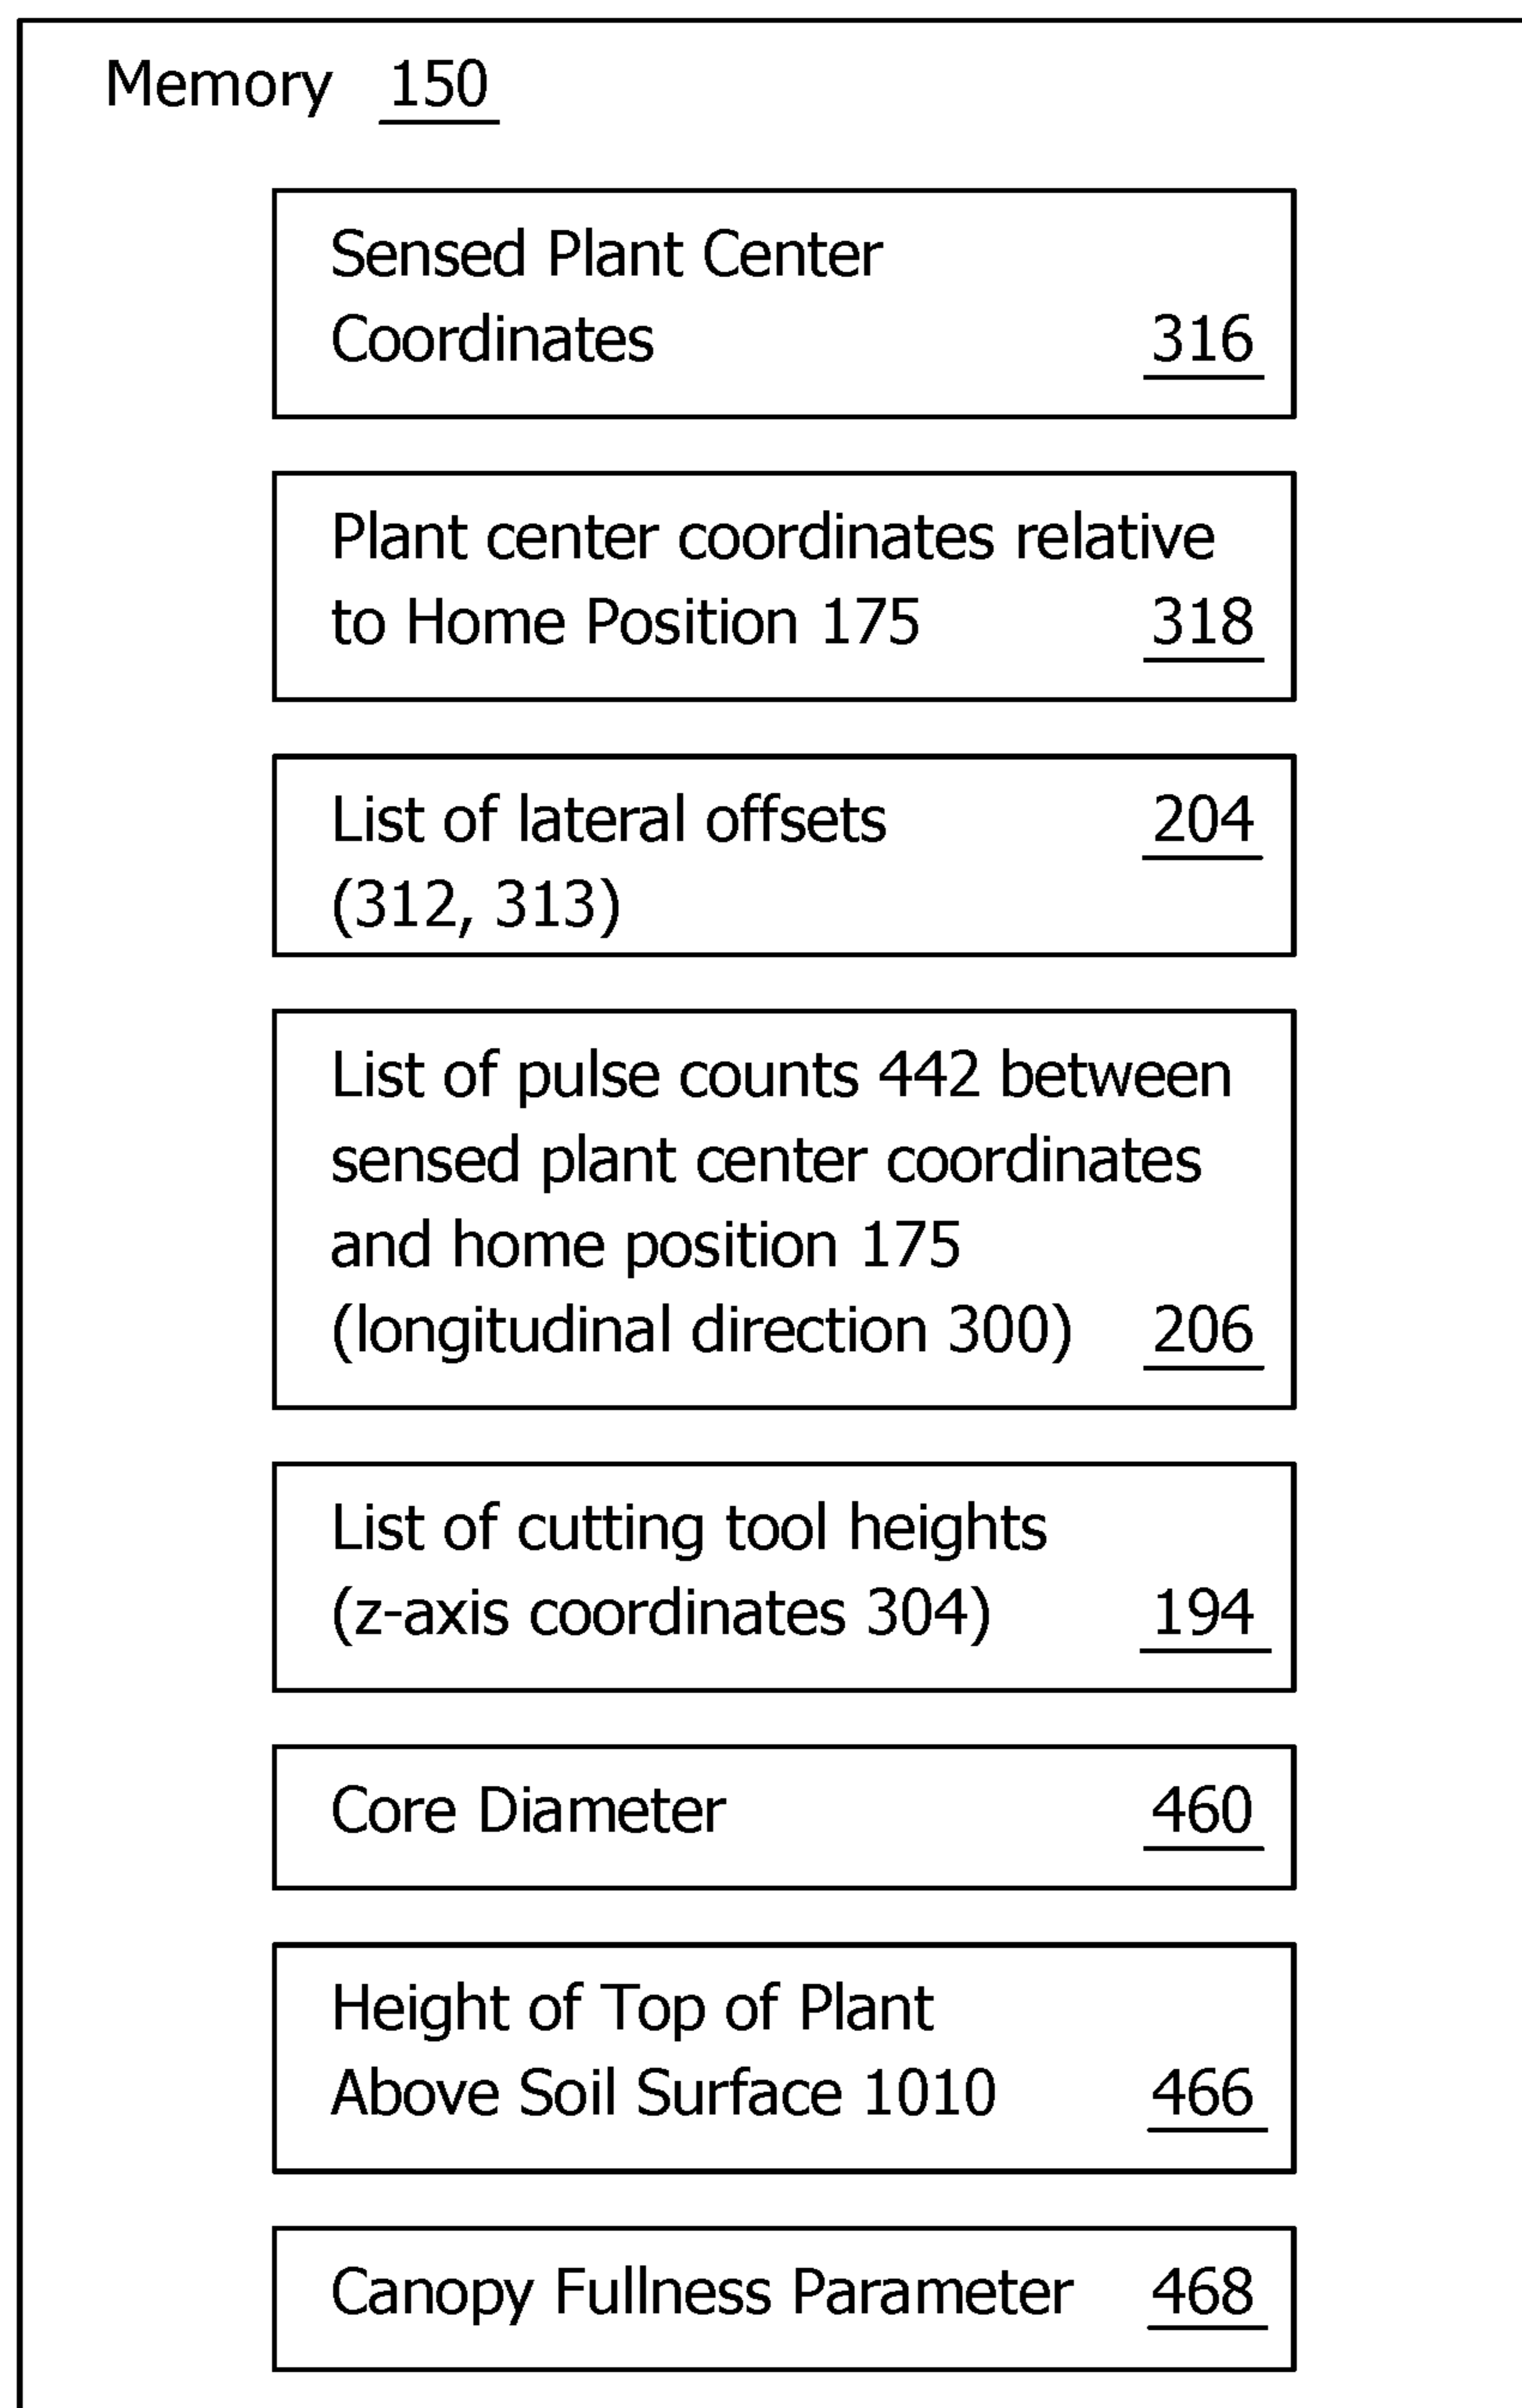 Memory 150
Sensed Plant Center
Coordinates 316
Plant center coordinates relative
to Home Position 175 318
List of lateral offsets 204
(312, 313)
List of pulse counts 442 between
sensed plant center coordinates
and home position 175
(longitudinal direction 300) 206
List of cutting tool heights
(z-axis coordinates 304) 194
Core Diameter 460
Height of Top of Plant
Above Soil Surface 1010 466
Canopy Fullness Parameter 468